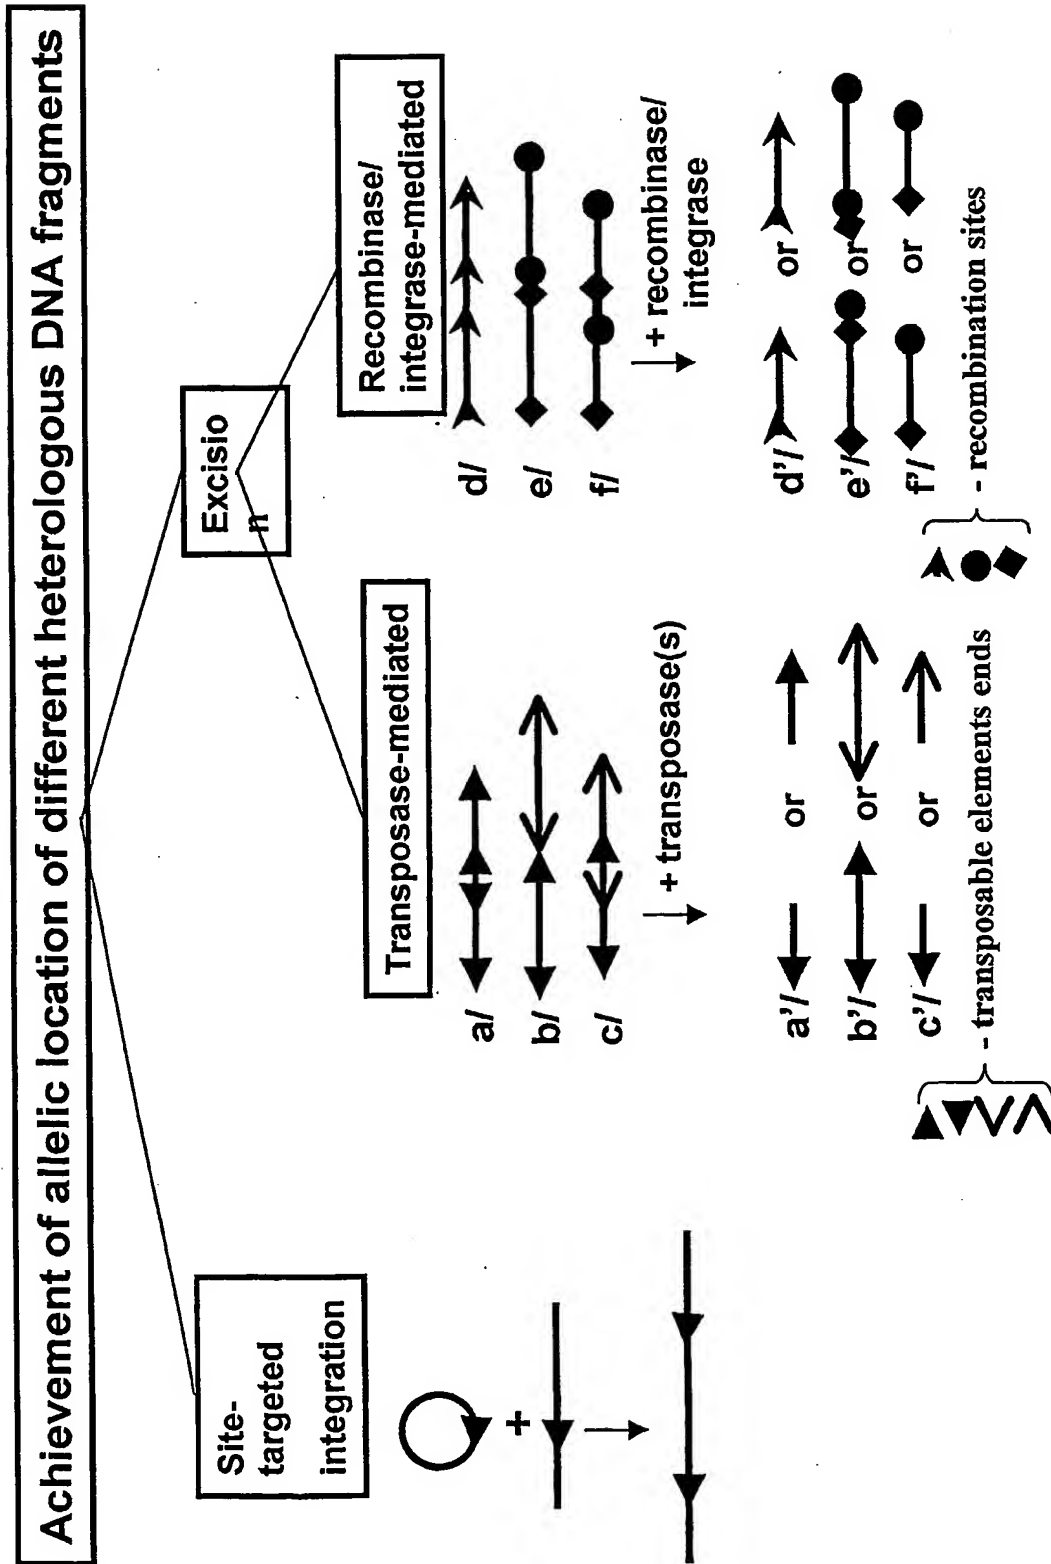 Achievement of allelic location of different heterologous DNA fragments
Site-
targeted
integration
+
Excisio
n
Transposase-mediated
a/
b/
c/
+ transposase(s)
a'/ or
b'/ or
c'/ or
- transposable elements ends
Recombinase/
integrase-mediated
d/
e/
f/
+ recombinase/
integrase
d'/ or
e'/ or
f'/ or
- recombination sites